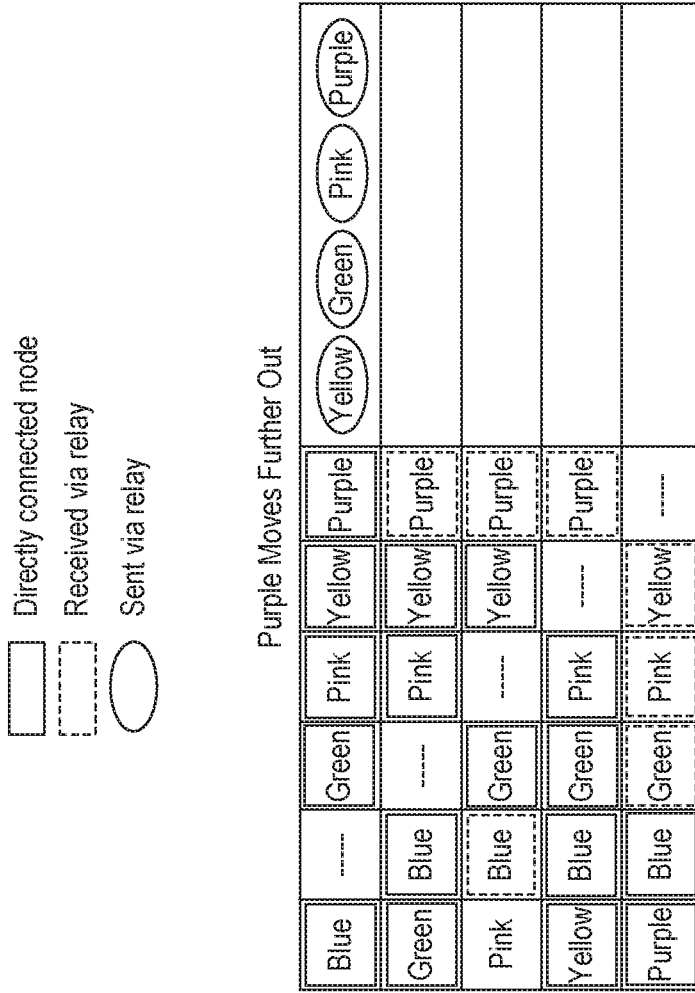 Directly connected node
Received via relay
Sent via relay
Purple Moves Further Out
Blue ----- Green Pink Yellow Purple Yellow Green Pink Purple
Green Blue ----- Pink Yellow Purple
Pink Blue Green ----- Yellow Purple
Yellow Blue Green Pink ----- Purple
Purple Blue Green Pink Yellow -----